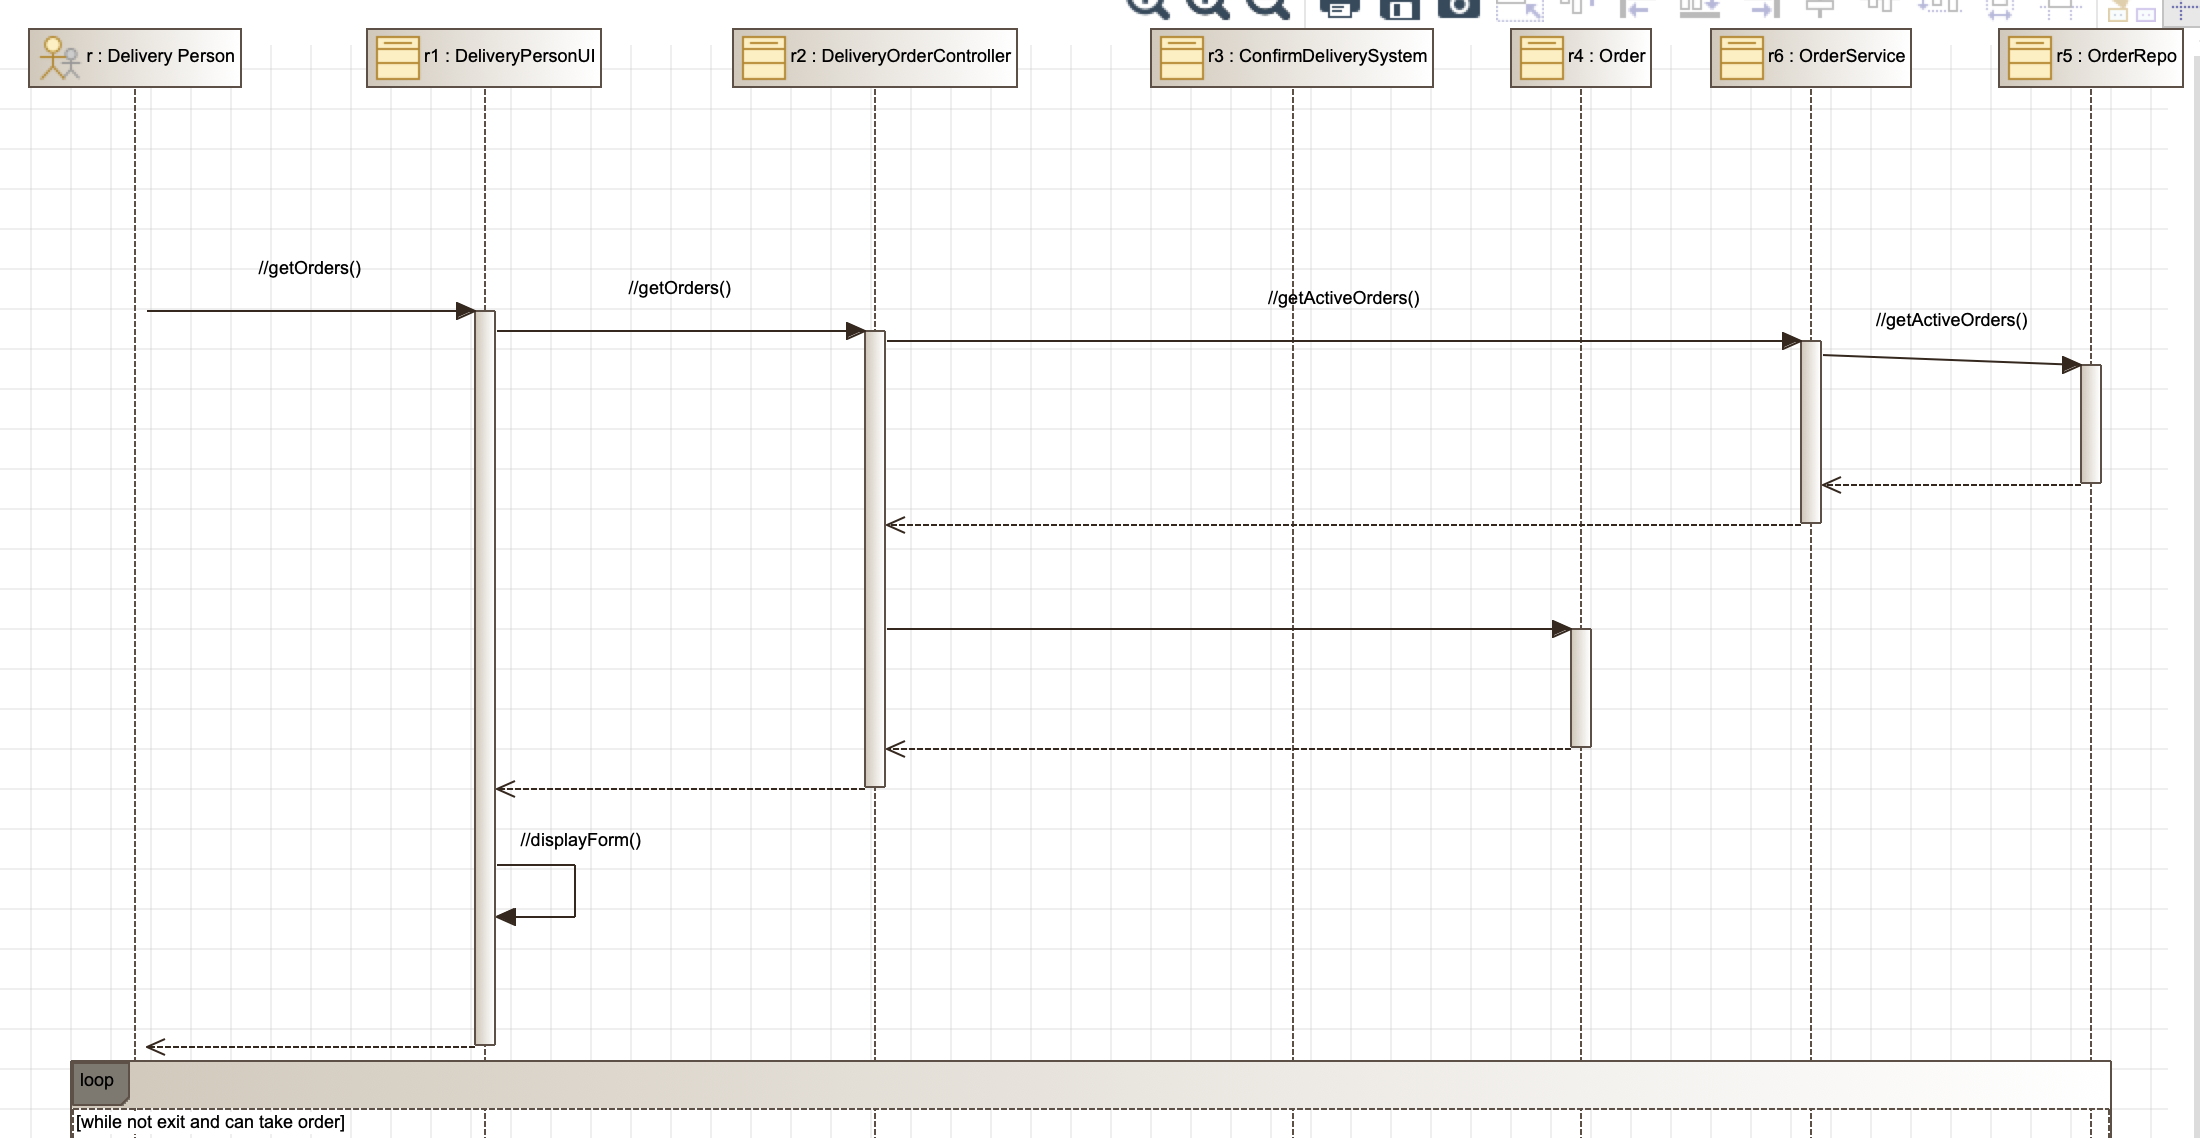 r : Delivery Person
r1 : DeliveryPersonUI
r2 : DeliveryOrderController
r3 : ConfirmDeliverySystem
r4 : Order
r6 : OrderService
r5 : OrderRepo
//getOrders()
//getOrders()
//getActiveOrders()
//getActiveOrders()
//displayForm()
loop
[while not exit and can take order]